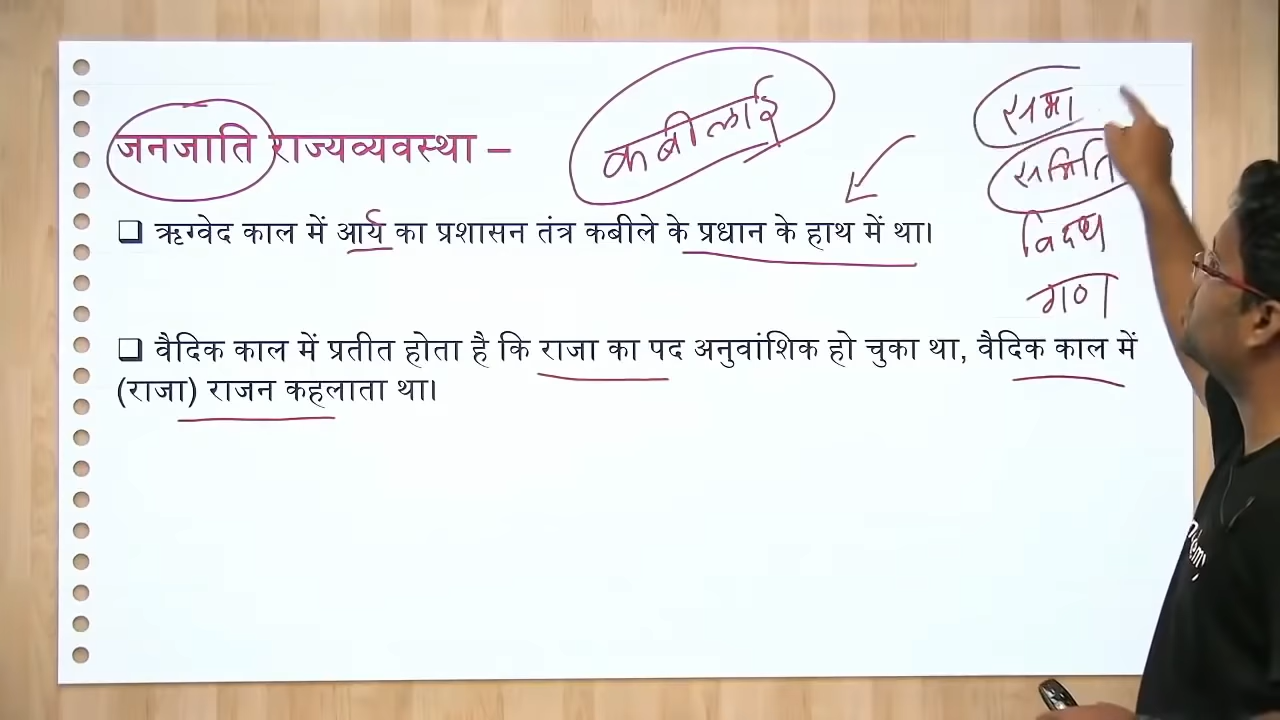 जनजाति राज्यव्यवस्था –
कबीलाई
सभा
समिति
विदथ
गण
❑ ऋग्वेद काल में आर्य का प्रशासन तंत्र कबीले के प्रधान के हाथ में था।
❑ वैदिक काल में प्रतीत होता है कि राजा का पद अनुवांशिक हो चुका था, वैदिक काल में
(राजा) राजन कहलाता था।